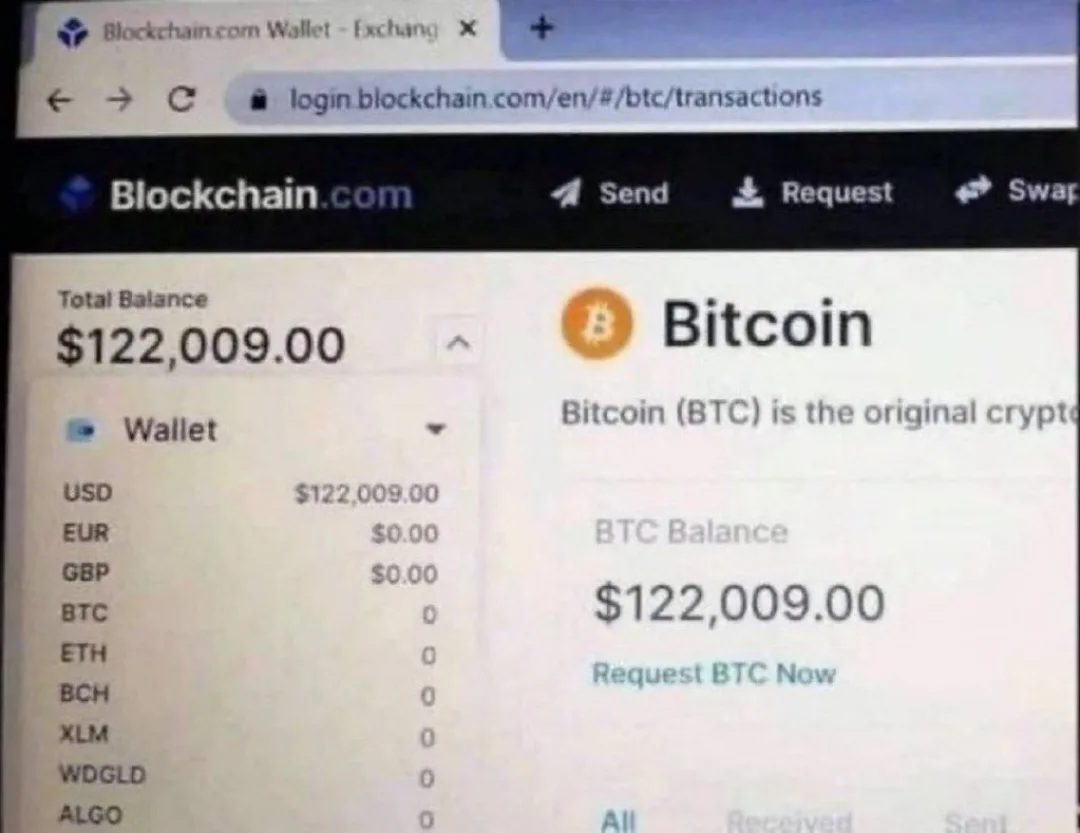 Blockchain.com Wallet - Exchang
login.blockchain.com/en/#/btc/transactions
Blockchain.com
Send
Request
Swap
Total Balance
$122,009.00
Wallet
USD $122,009.00
EUR $0.00
GBP $0.00
BTC 0
ETH 0
BCH 0
XLM 0
WDGLD 0
ALGO 0
Bitcoin
Bitcoin (BTC) is the original crypto
BTC Balance
$122,009.00
Request BTC Now
All Received Sent